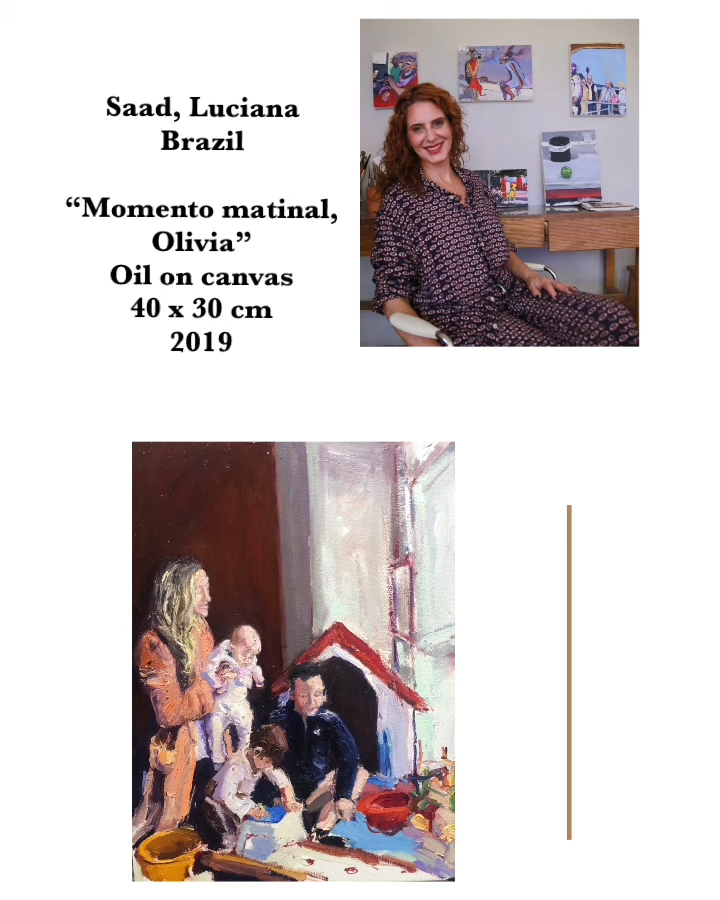 Saad, Luciana
Brazil
“Momento matinal,
Olivia”
Oil on canvas
40 x 30 cm
2019